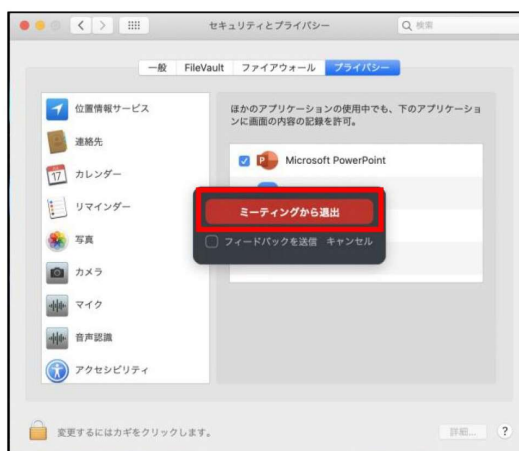 セキュリティとプライバシー
検索
一般 FileVault ファイアウォール プライバシー
位置情報サービス
連絡先
17 カレンダー
リマインダー
写真
カメラ
マイク
音声認識
アクセシビリティ
ほかのアプリケーションの使用中でも、下のアプリケーショ
ンに画面の内容の記録を許可。
Microsoft PowerPoint
ミーティングから退出
フィードバックを送信 キャンセル
変更するにはカギをクリックします。
詳細... ?